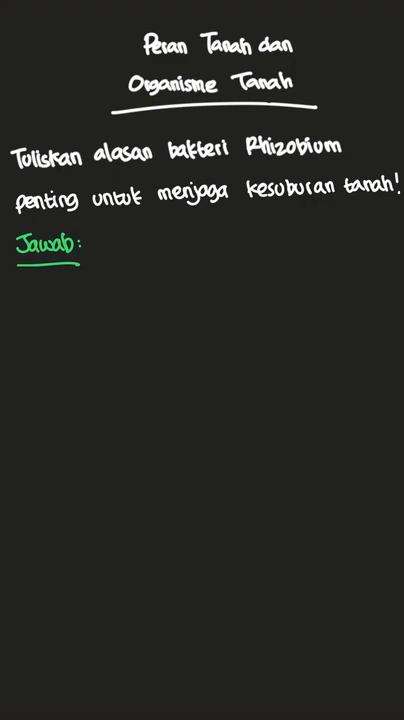 Peran Tanah dan
Organisme Tanah
Tuliskan alasan bakteri Rhizobium
penting untuk menjaga kesuburan tanah!
Jawab: